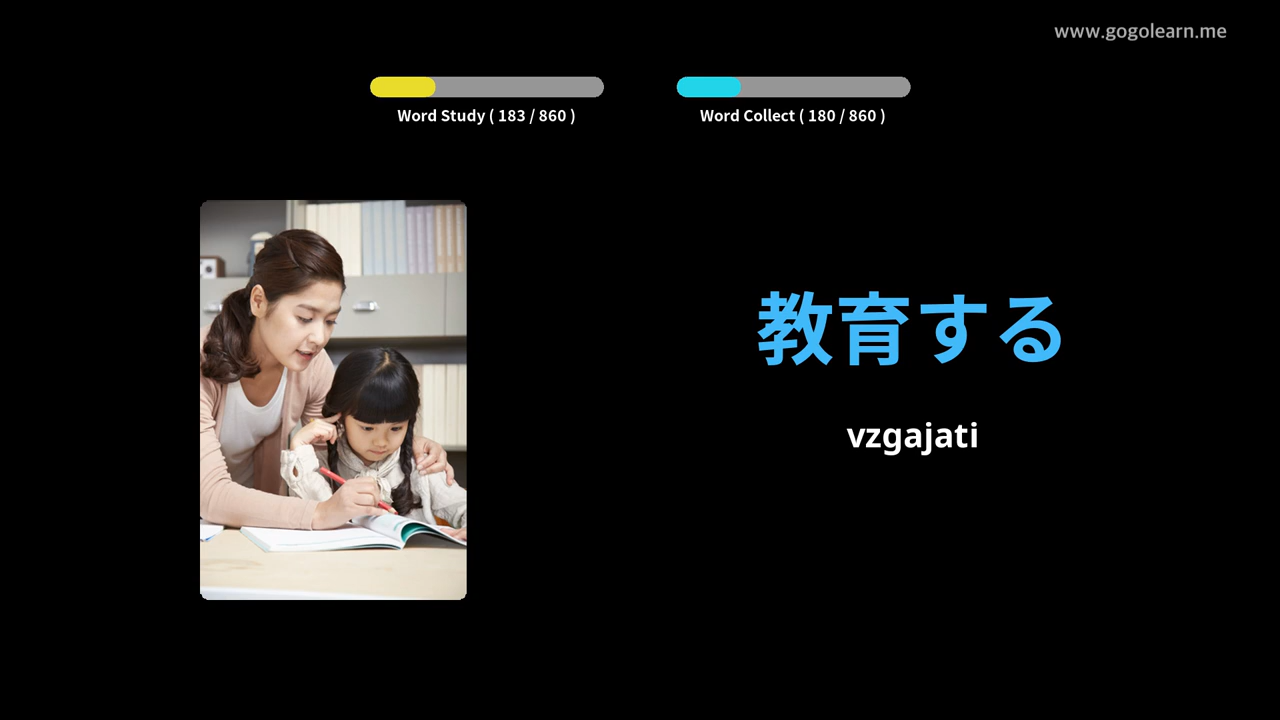 www.gogolearn.me
Word Study ( 183 / 860 )
Word Collect ( 180 / 860 )
教育する
vzgajati